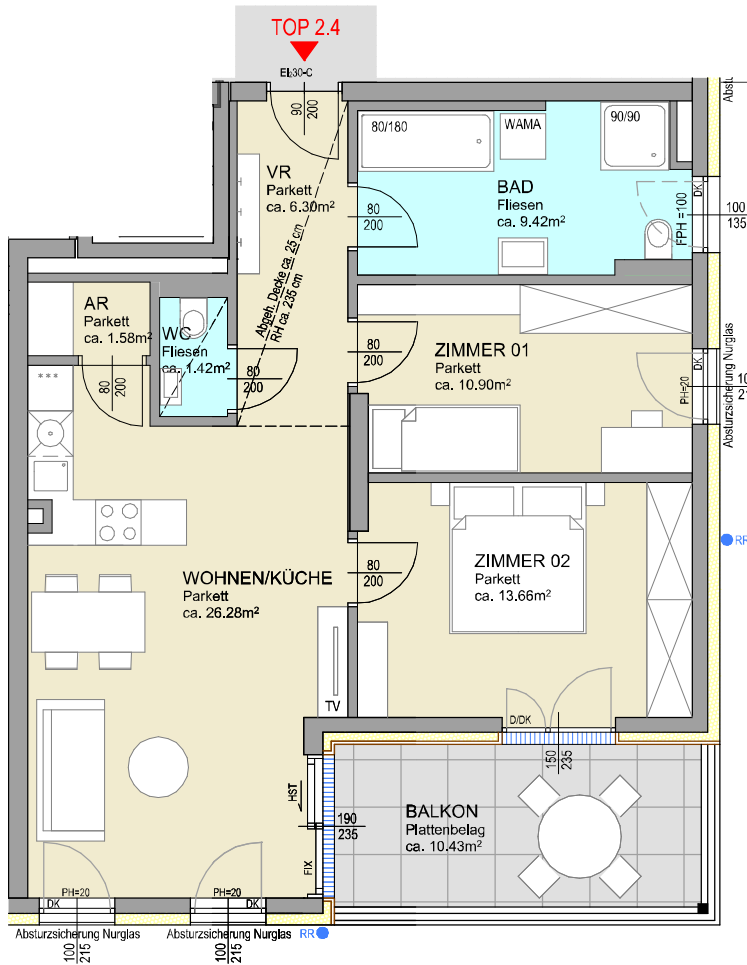 TOP 2.4
EI₂30-C
90
200
80/180
WAMA
90/90
VR
Parkett
ca. 6.30m²
BAD
Fliesen
ca. 9.42m²
80
200
DK
FPH =100
100
135
Abgeh. Decke ca. 25 cm
RH ca. 235 cm
AR
Parkett
ca. 1.58m²
WC
Fliesen
ca. 1.42m²
80
200
80
200
80
200
ZIMMER 01
Parkett
ca. 10.90m²
DK
PH=20
Absturzsicherung Nurglas
***
RR
80
200
ZIMMER 02
Parkett
ca. 13.66m²
WOHNEN/KÜCHE
Parkett
ca. 26.28m²
TV
D/DK
150
235
HST
190
235
FIX
BALKON
Plattenbelag
ca. 10.43m²
PH=20
DK
PH=20
DK
Absturzsicherung Nurglas
Absturzsicherung Nurglas
RR
100
215
100
215